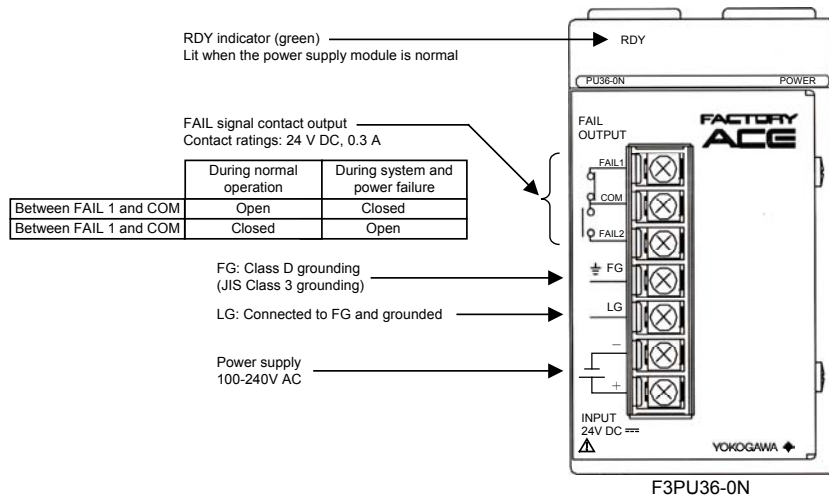 RDY indicator (green)
Lit when the power supply module is normal
FAIL signal contact output
Contact ratings: 24 V DC, 0.3 A
During normal operation
During system and power failure
Between FAIL 1 and COM Open Closed
Between FAIL 1 and COM Closed Open
FG: Class D grounding
(JIS Class 3 grounding)
LG: Connected to FG and grounded
Power supply
100-240V AC
RDY
PU36-0N POWER
FAIL
OUTPUT
FACTORY
ACE
FAIL1
COM
FAIL2
FG
LG
−
+
INPUT
24V DC
YOKOGAWA
F3PU36-0N